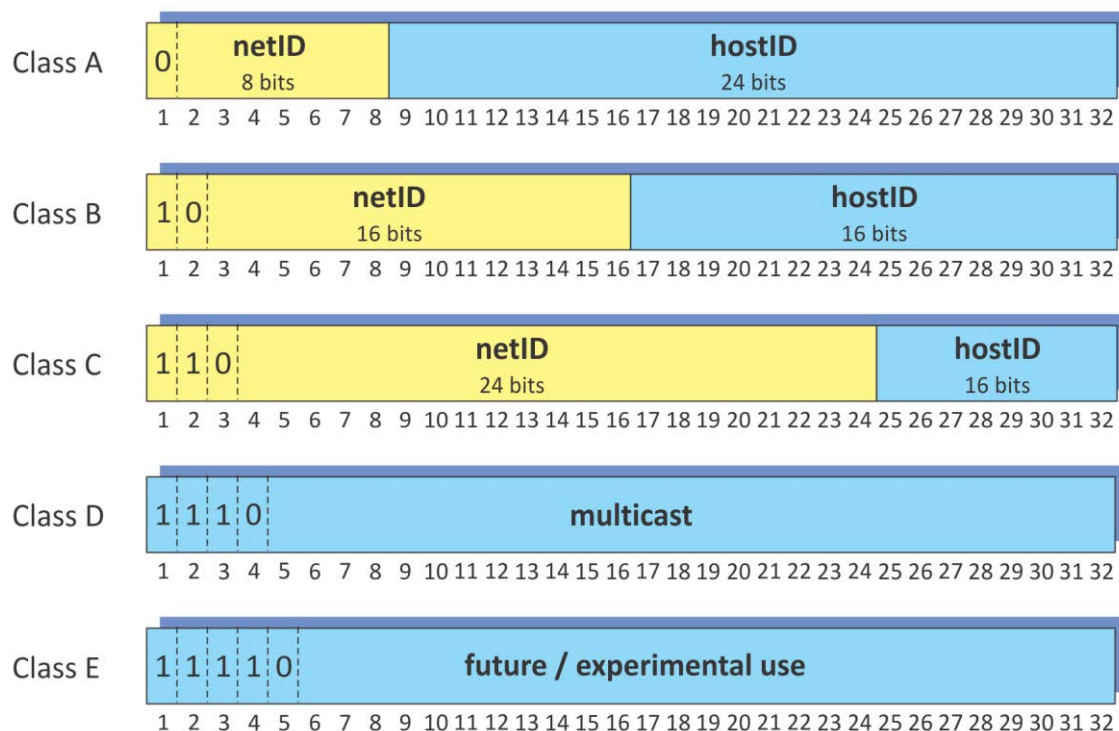 Class A
0
netID
8 bits
hostID
24 bits
1 2 3 4 5 6 7 8 9 10 11 12 13 14 15 16 17 18 19 20 21 22 23 24 25 26 27 28 29 30 31 32
Class B
1 0
netID
16 bits
hostID
16 bits
1 2 3 4 5 6 7 8 9 10 11 12 13 14 15 16 17 18 19 20 21 22 23 24 25 26 27 28 29 30 31 32
Class C
1 1 0
netID
24 bits
hostID
16 bits
1 2 3 4 5 6 7 8 9 10 11 12 13 14 15 16 17 18 19 20 21 22 23 24 25 26 27 28 29 30 31 32
Class D
1 1 1 0
multicast
1 2 3 4 5 6 7 8 9 10 11 12 13 14 15 16 17 18 19 20 21 22 23 24 25 26 27 28 29 30 31 32
Class E
1 1 1 1 0
future / experimental use
1 2 3 4 5 6 7 8 9 10 11 12 13 14 15 16 17 18 19 20 21 22 23 24 25 26 27 28 29 30 31 32